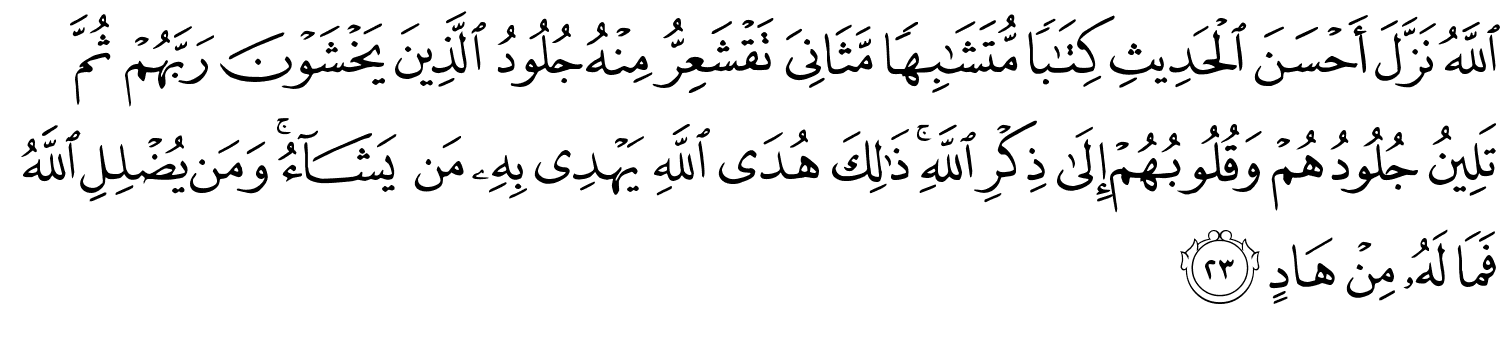 ٱللَّهُ نَزَّلَ أَحْسَنَ ٱلْحَدِيثِ كِتَٰبًا مُّتَشَٰبِهًا مَّثَانِىَ تَقْشَعِرُّ مِنْهُ جُلُودُ ٱلَّذِينَ يَخْشَوْنَ رَبَّهُمْ ثُمَّ
تَلِينُ جُلُودُهُمْ وَقُلُوبُهُمْ إِلَىٰ ذِكْرِ ٱللَّهِ ۚ ذَٰلِكَ هُدَى ٱللَّهِ يَهْدِى بِهِۦ مَن يَشَآءُ ۚ وَمَن يُضْلِلِ ٱللَّهُ
فَمَا لَهُۥ مِنْ هَادٍ ٢٣